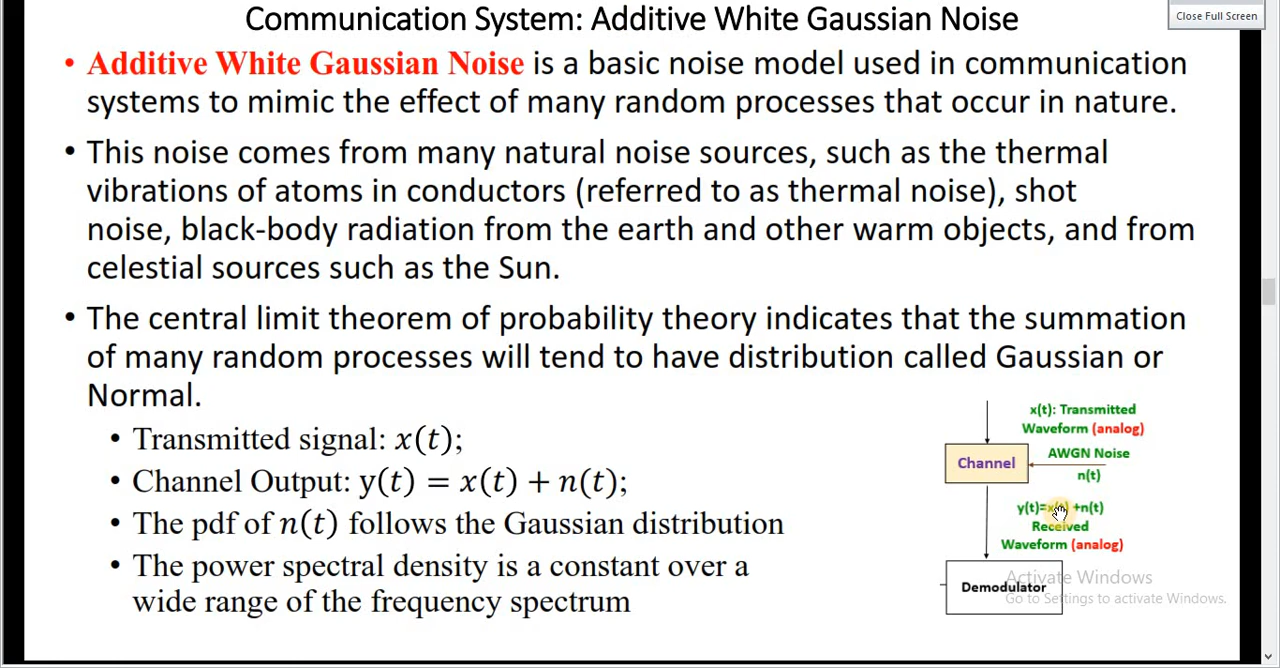 Communication System: Additive White Gaussian Noise
Close Full Screen
• Additive White Gaussian Noise is a basic noise model used in communication
systems to mimic the effect of many random processes that occur in nature.
• This noise comes from many natural noise sources, such as the thermal
vibrations of atoms in conductors (referred to as thermal noise), shot
noise, black-body radiation from the earth and other warm objects, and from
celestial sources such as the Sun.
• The central limit theorem of probability theory indicates that the summation
of many random processes will tend to have distribution called Gaussian or
Normal.
• Transmitted signal: x(t);
• Channel Output: y(t) = x(t) + n(t);
• The pdf of n(t) follows the Gaussian distribution
• The power spectral density is a constant over a
wide range of the frequency spectrum
x(t): Transmitted
Waveform (analog)
Channel
AWGN Noise
n(t)
y(t)=x(t) +n(t)
Received
Waveform (analog)
Demodulator
Activate Windows
Go to Settings to activate Windows.